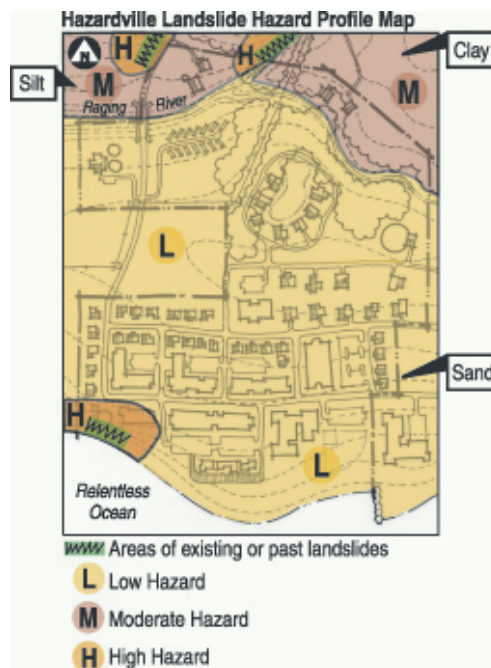 Hazardville Landslide Hazard Profile Map
N
H
H
Clay
Silt
M
M
Raging River
L
Sand
H
L
Relentless
Ocean
Areas of existing or past landslides
L Low Hazard
M Moderate Hazard
H High Hazard